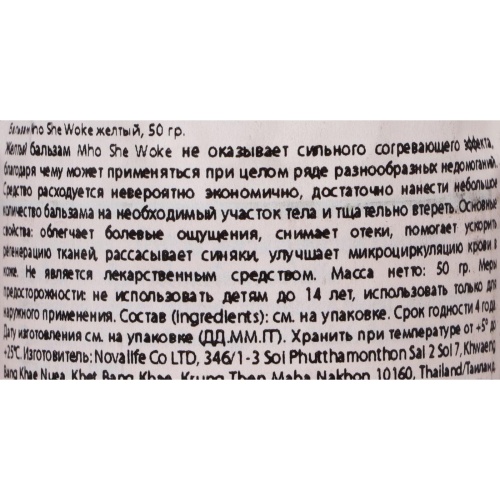 Бальзам Mho She Woke желтый, 50 гр.
Желтый бальзам Mho She Woke не оказывает сильного согревающего эффекта,
благодаря чему может применяться при целом ряде разнообразных недомоганий.
Средство расходуется невероятно экономично, достаточно нанести небольшое
количество бальзама на необходимый участок тела и тщательно втереть. Основные
свойства: облегчает болевые ощущения, снимает отеки, помогает ускорить
регенерацию тканей, рассасывает синяки, улучшает микроциркуляцию крови в
коже. Не является лекарственным средством. Масса нетто: 50 гр. Меры
предосторожности: не использовать детям до 14 лет, использовать только для
наружного применения. Состав (Ingredients): см. на упаковке. Срок годности 4 года
Дату изготовления см. на упаковке (ДД.ММ.ГГ). Хранить при температуре от +5° до
+25°C. Изготовитель: Novalife Co LTD, 346/1-3 Soi Phutthamonthon Sai 2 Soi 7, Khwaeng
Bang Khae Nuea, Khet Bang Khae, Krung Then Maha Nakhon 10160, Thailand/Таиланд